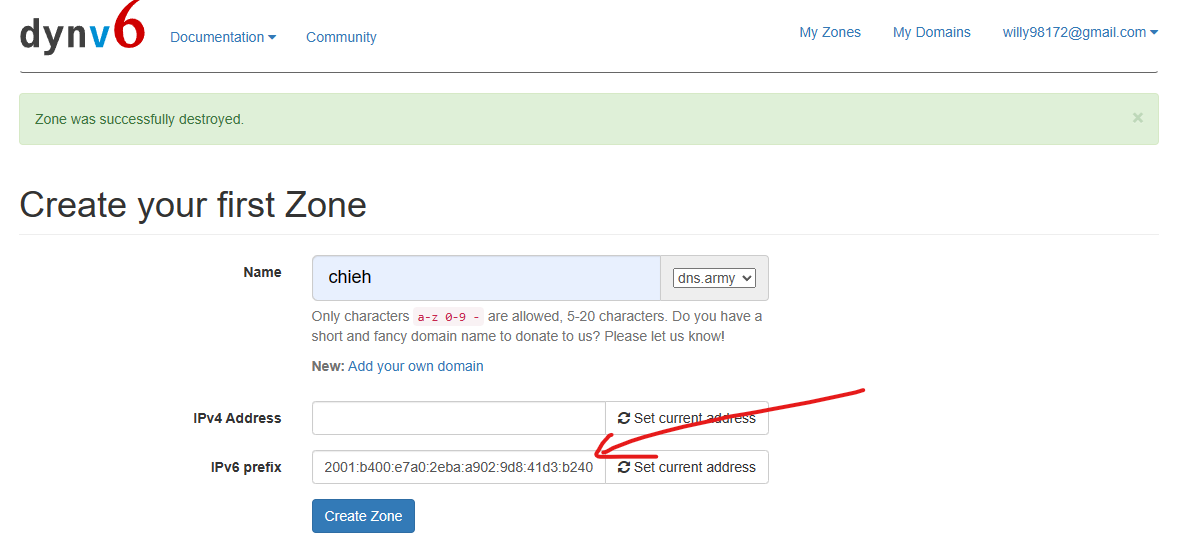 dynv6
Documentation Community My Zones My Domains willy98172@gmail.com
Zone was successfully destroyed. ×
Create your first Zone
Name chieh dns.army
Only characters a-z 0-9 - are allowed, 5-20 characters. Do you have a
short and fancy domain name to donate to us? Please let us know!
New: Add your own domain
IPv4 Address Set current address
IPv6 prefix 2001:b400:e7a0:2eba:a902:9d8:41d3:b240 Set current address
Create Zone